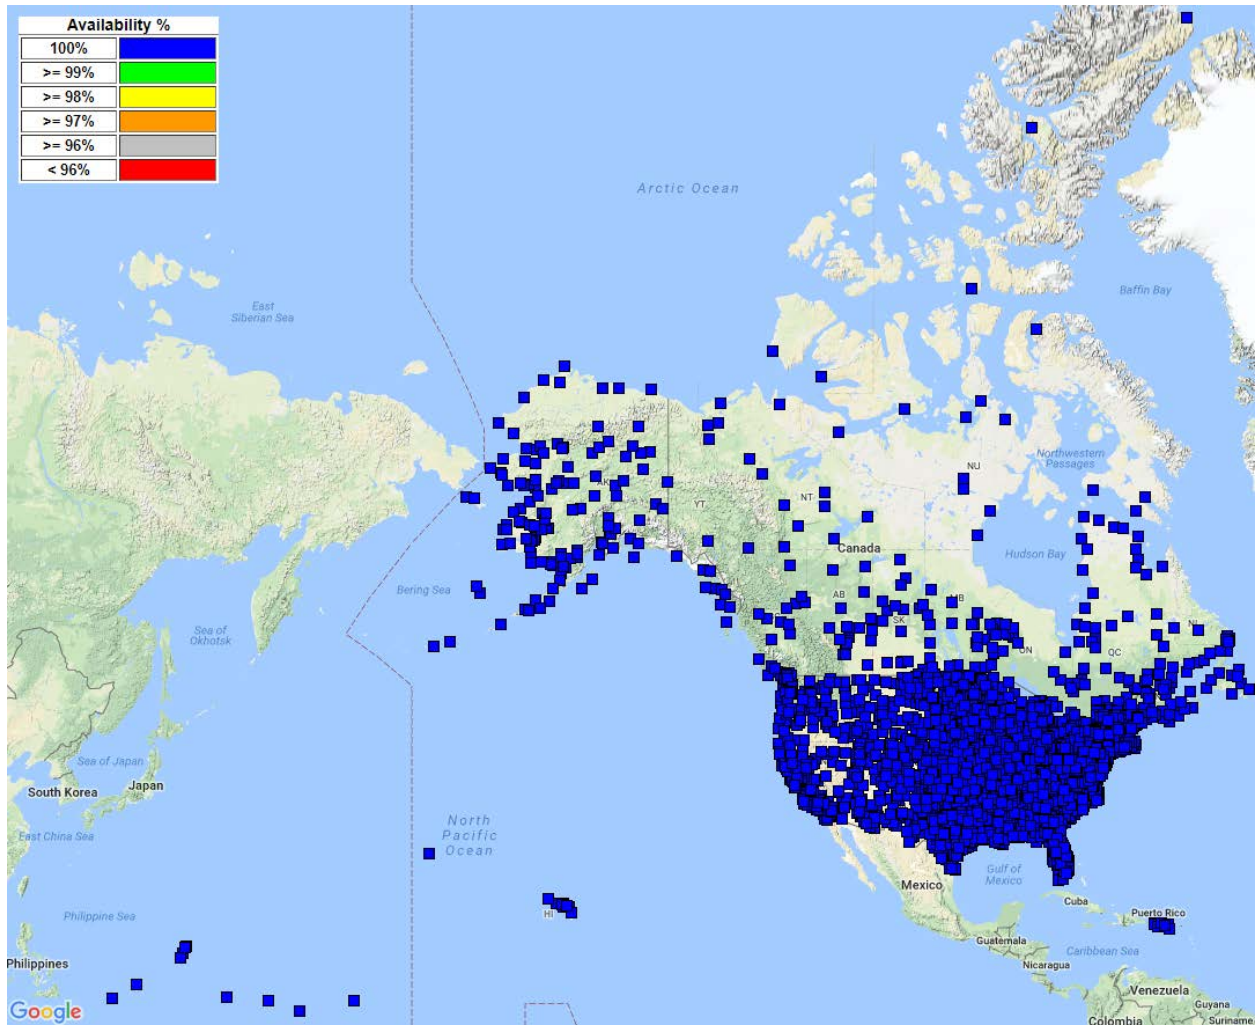 Availability %
100%
>= 99%
>= 98%
>= 97%
>= 96%
< 96%
Arctic Ocean
Baffin Bay
East
Siberian Sea
Northwestern
Passages
NU
AK
YT
NT
Canada
Hudson Bay
Bering Sea
AB
MB
SK
NL
Sea of
Okhotsk
ON
QC
Sea of Japan
South Korea
Japan
North
Pacific
Ocean
East China Sea
Gulf of
Mexico
Mexico
Cuba
HI
Puerto Rico
Philippine Sea
Guatemala
Caribbean Sea
Nicaragua
Philippines
Venezuela
Guyana
Google
Colombia
Suriname